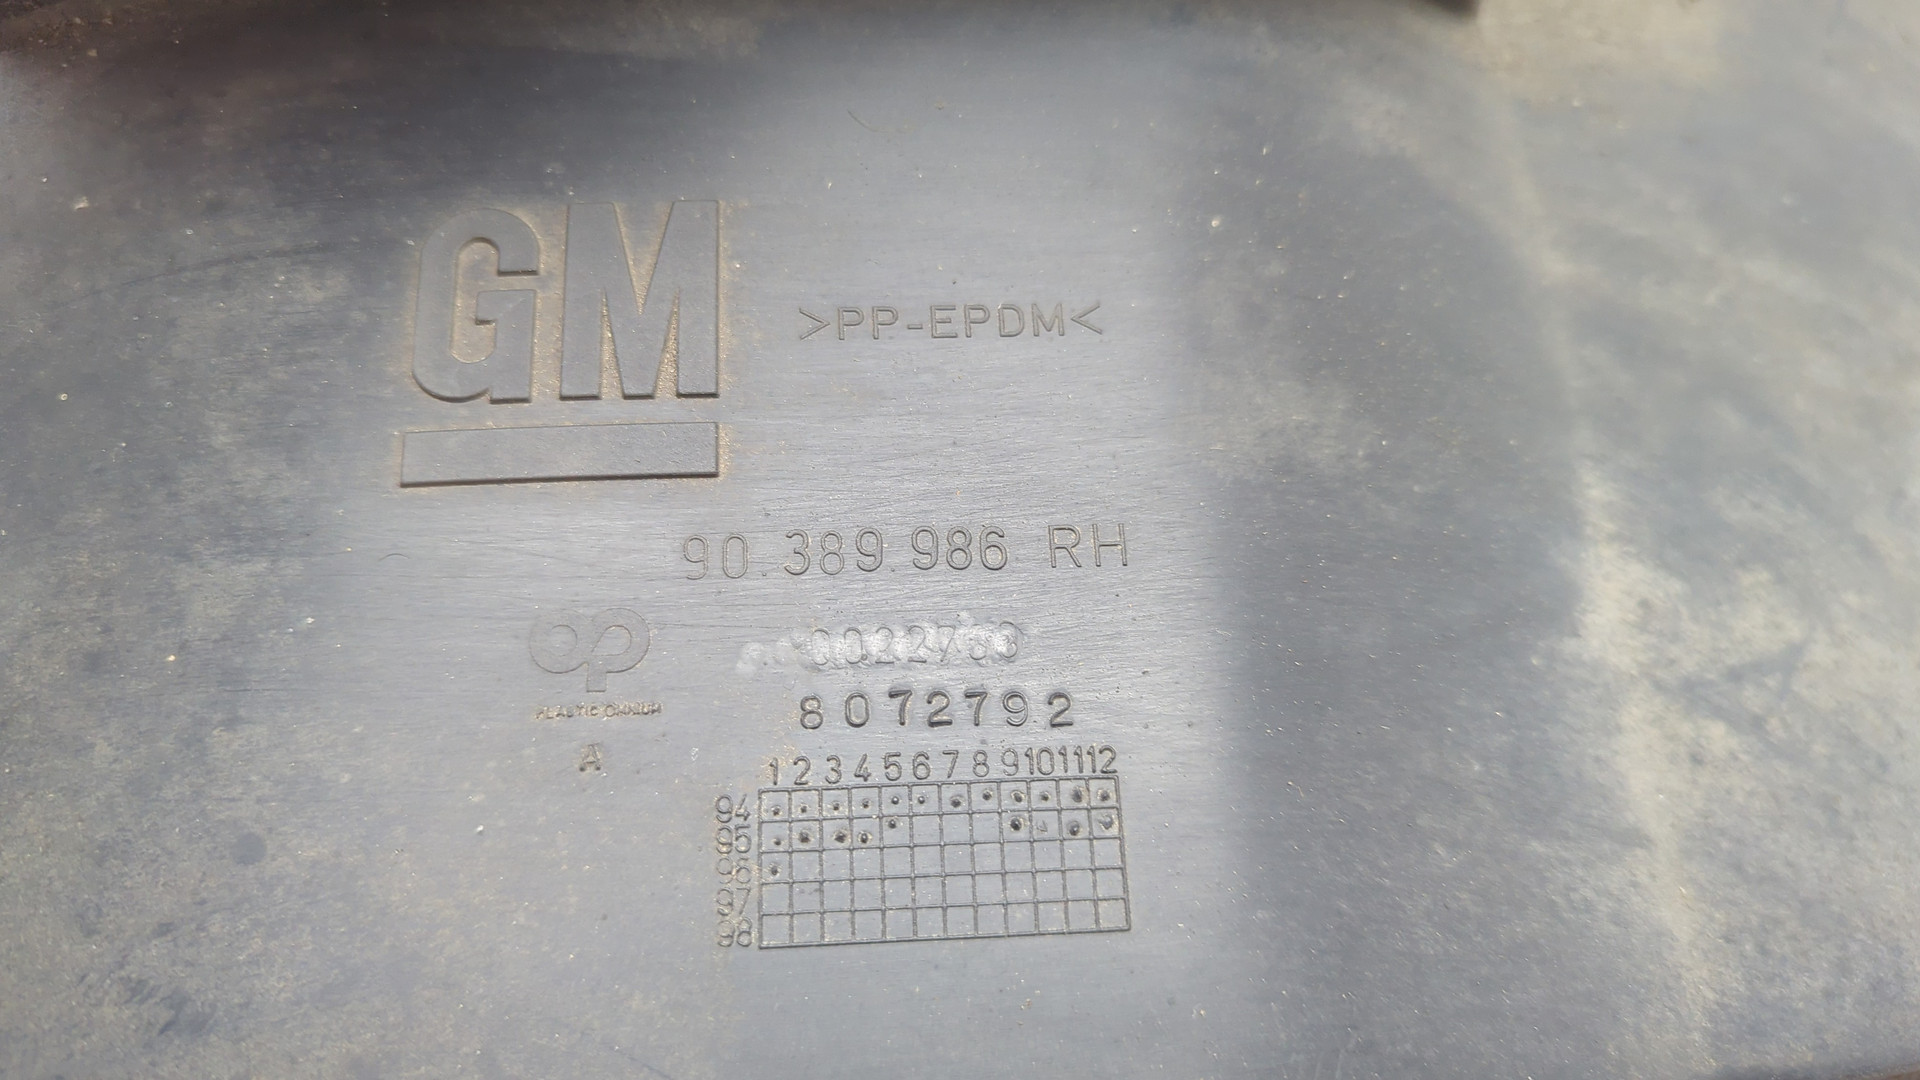 GM
>PP-EPDM<
90.389.986 RH
PLASTIC OMNIUM
8072792
A
1 2 3 4 5 6 7 8 9 10 11 12
94
95
96
97
98